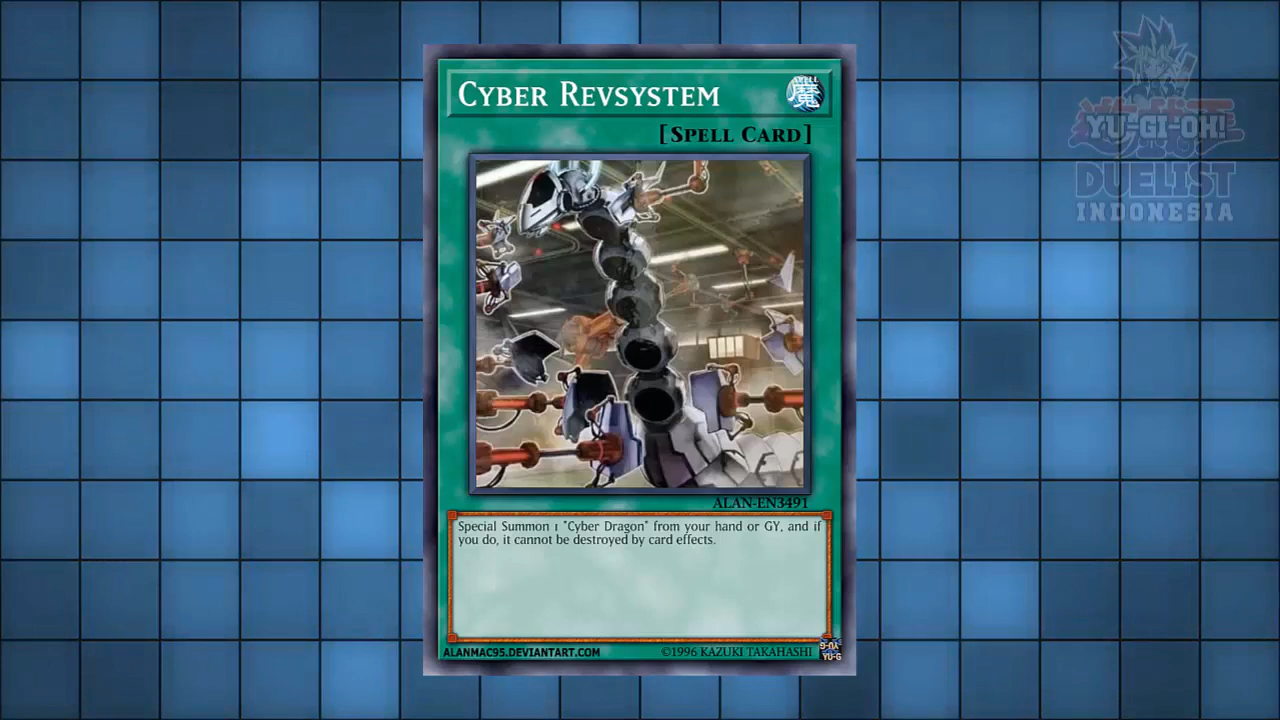 CYBER REVSYSTEM
SPELL
魔
[SPELL CARD]
YU-GI-OH!
DUELIST
INDONESIA
ALAN-EN3491
Special Summon 1 "Cyber Dragon" from your hand or GY, and if
you do, it cannot be destroyed by card effects.
ALANMAC95.DEVIANTART.COM
©1996 KAZUKI TAKAHASHI